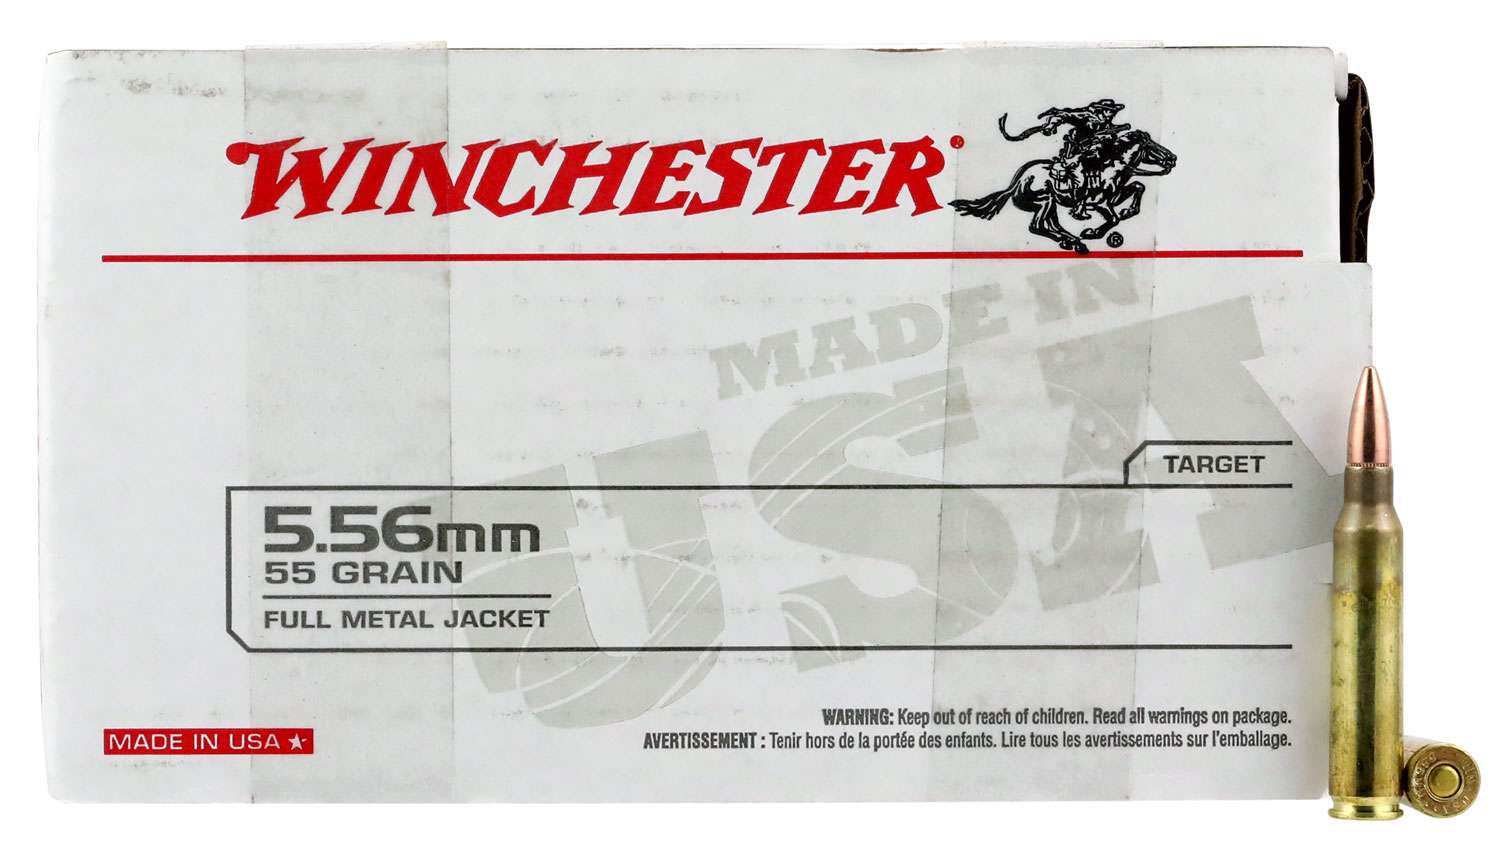 WINCHESTER®
®
MADE IN
USA
TARGET
5.56mm
55 GRAIN
FULL METAL JACKET
WARNING: Keep out of reach of children. Read all warnings on package.
AVERTISSEMENT : Tenir hors de la portée des enfants. Lire tous les avertissements sur l'emballage.
MADE IN USA